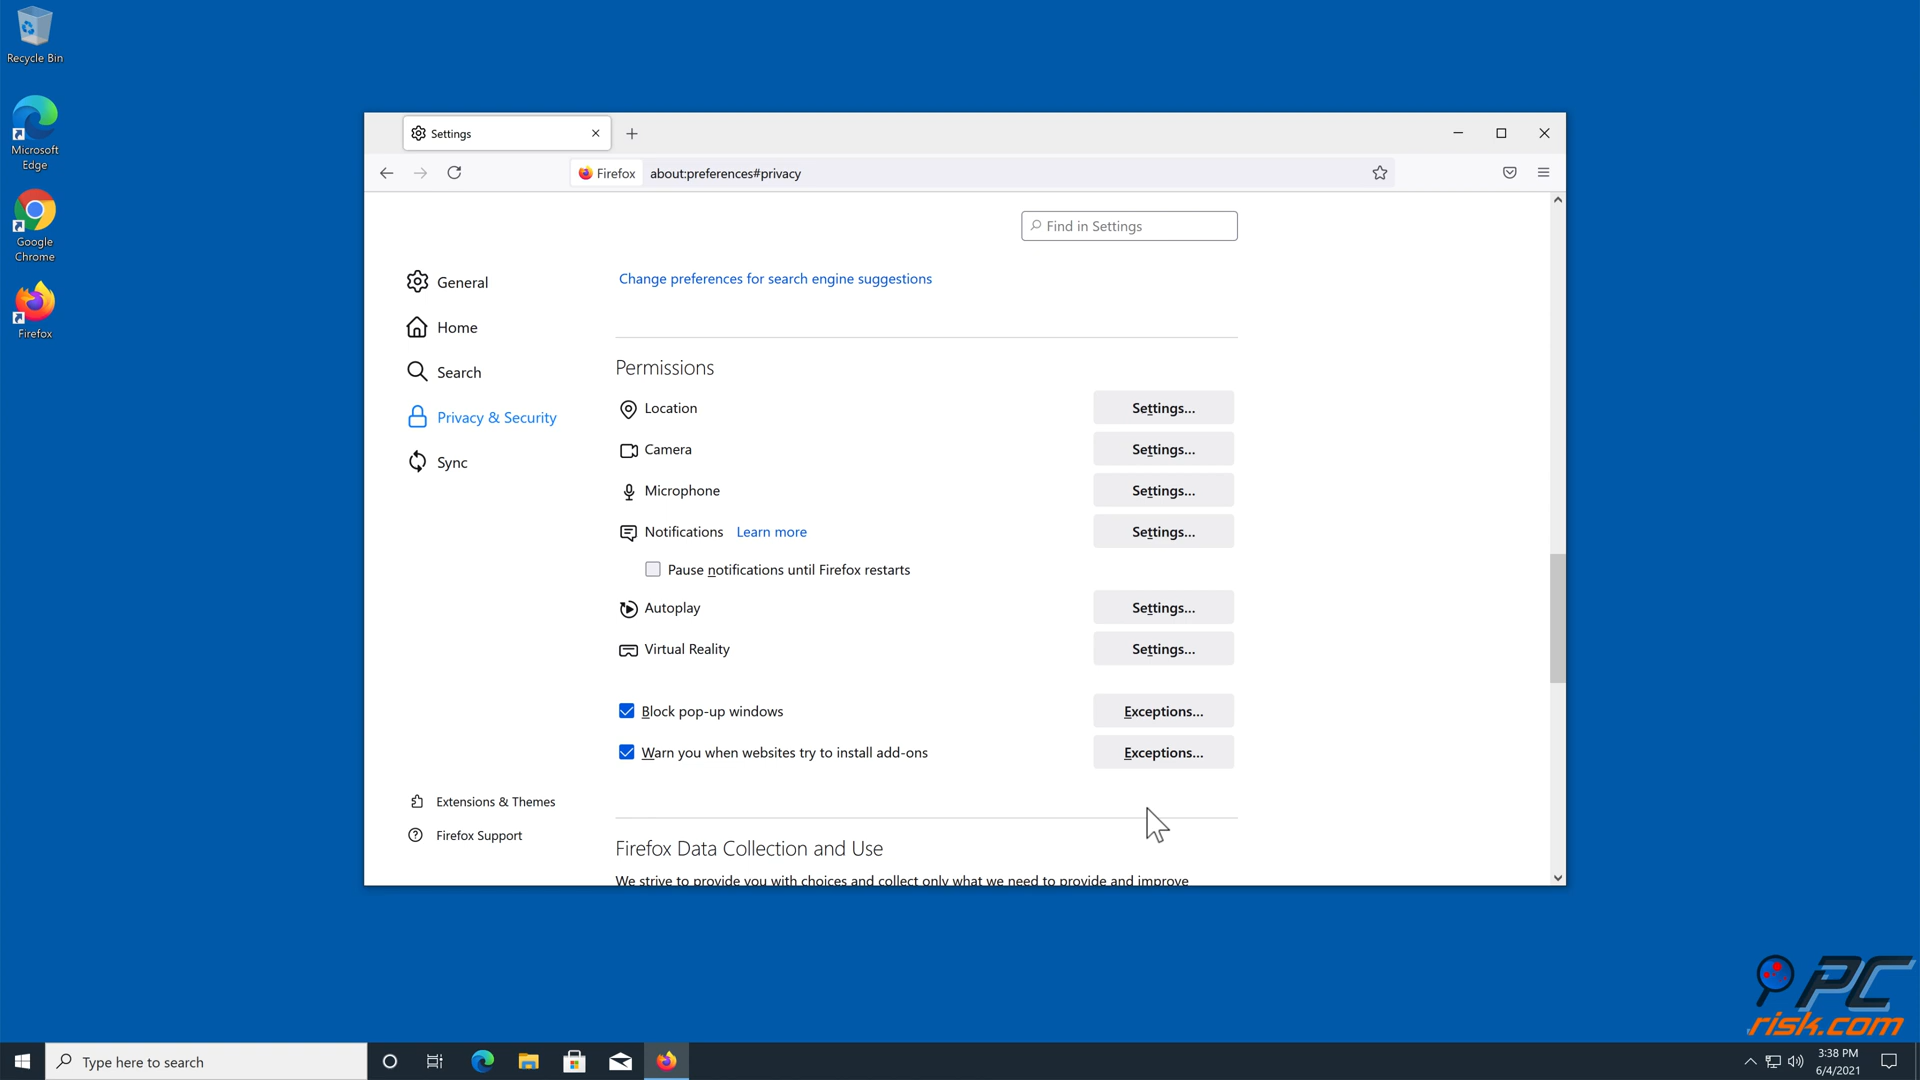 Recycle Bin
Microsoft
Edge
Google
Chrome
Firefox
Settings
Firefox
about:preferences#privacy
Find in Settings
General
Home
Search
Privacy & Security
Sync
Extensions & Themes
Firefox Support
Change preferences for search engine suggestions
Permissions
Location Settings...
Camera Settings...
Microphone Settings...
Notifications Learn more Settings...
Pause notifications until Firefox restarts
Autoplay Settings...
Virtual Reality Settings...
Block pop-up windows Exceptions...
Warn you when websites try to install add-ons Exceptions...
Firefox Data Collection and Use
We strive to provide you with choices and collect only what we need to provide and improve
PC
risk.com
Type here to search
3:38 PM
6/4/2021